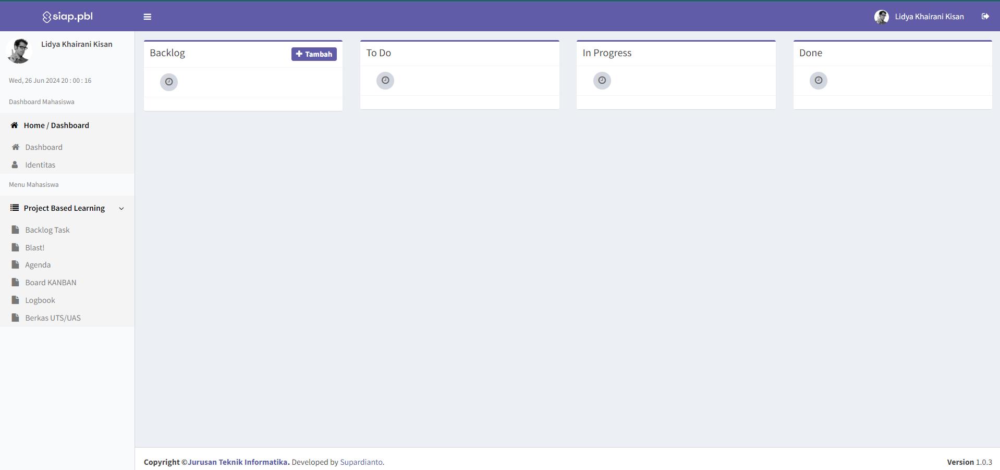 siap.pbl
Lidya Khairani Kisan
Lidya Khairani Kisan
Wed, 26 Jun 2024 20 : 00 : 16
Dashboard Mahasiswa
Home / Dashboard
Dashboard
Identitas
Menu Mahasiswa
Project Based Learning
Backlog Task
Blast!
Agenda
Board KANBAN
Logbook
Berkas UTS/UAS
Backlog
Tambah
To Do
In Progress
Done
Copyright ©Jurusan Teknik Informatika. Developed by Supardianto.
Version 1.0.3